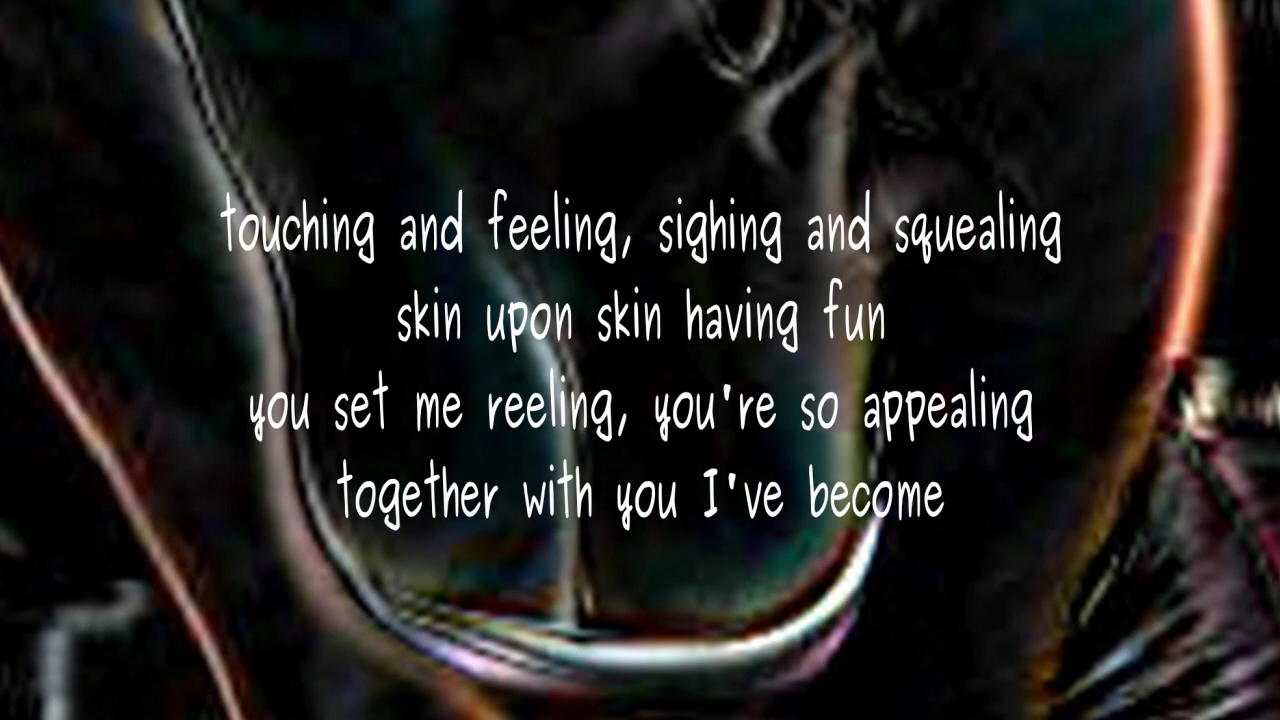 touching and feeling, sighing and squealing
skin upon skin having fun
you set me reeling, you're so appealing
together with you I've become